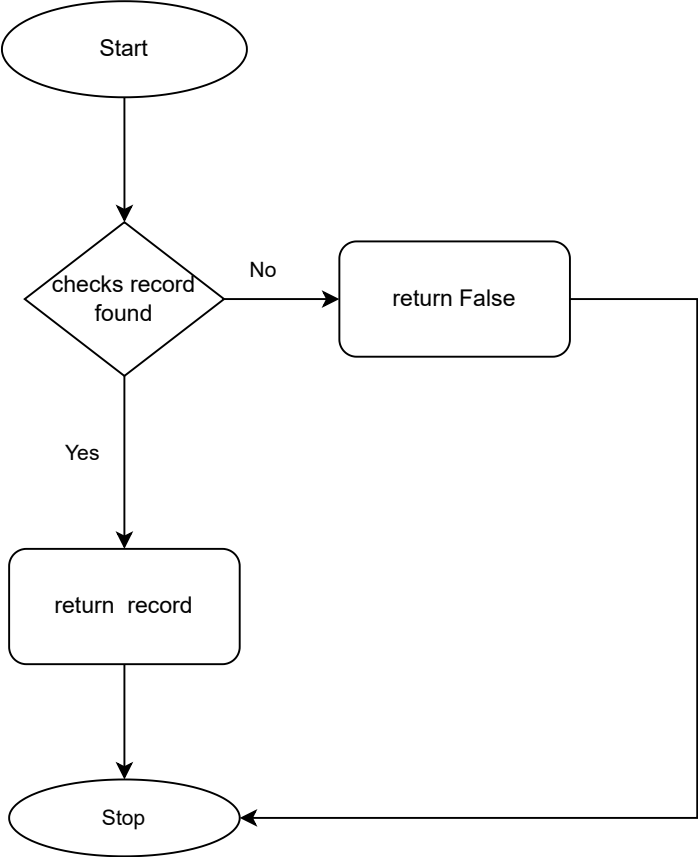 Start
checks record
found
No
return False
Yes
return  record
Stop